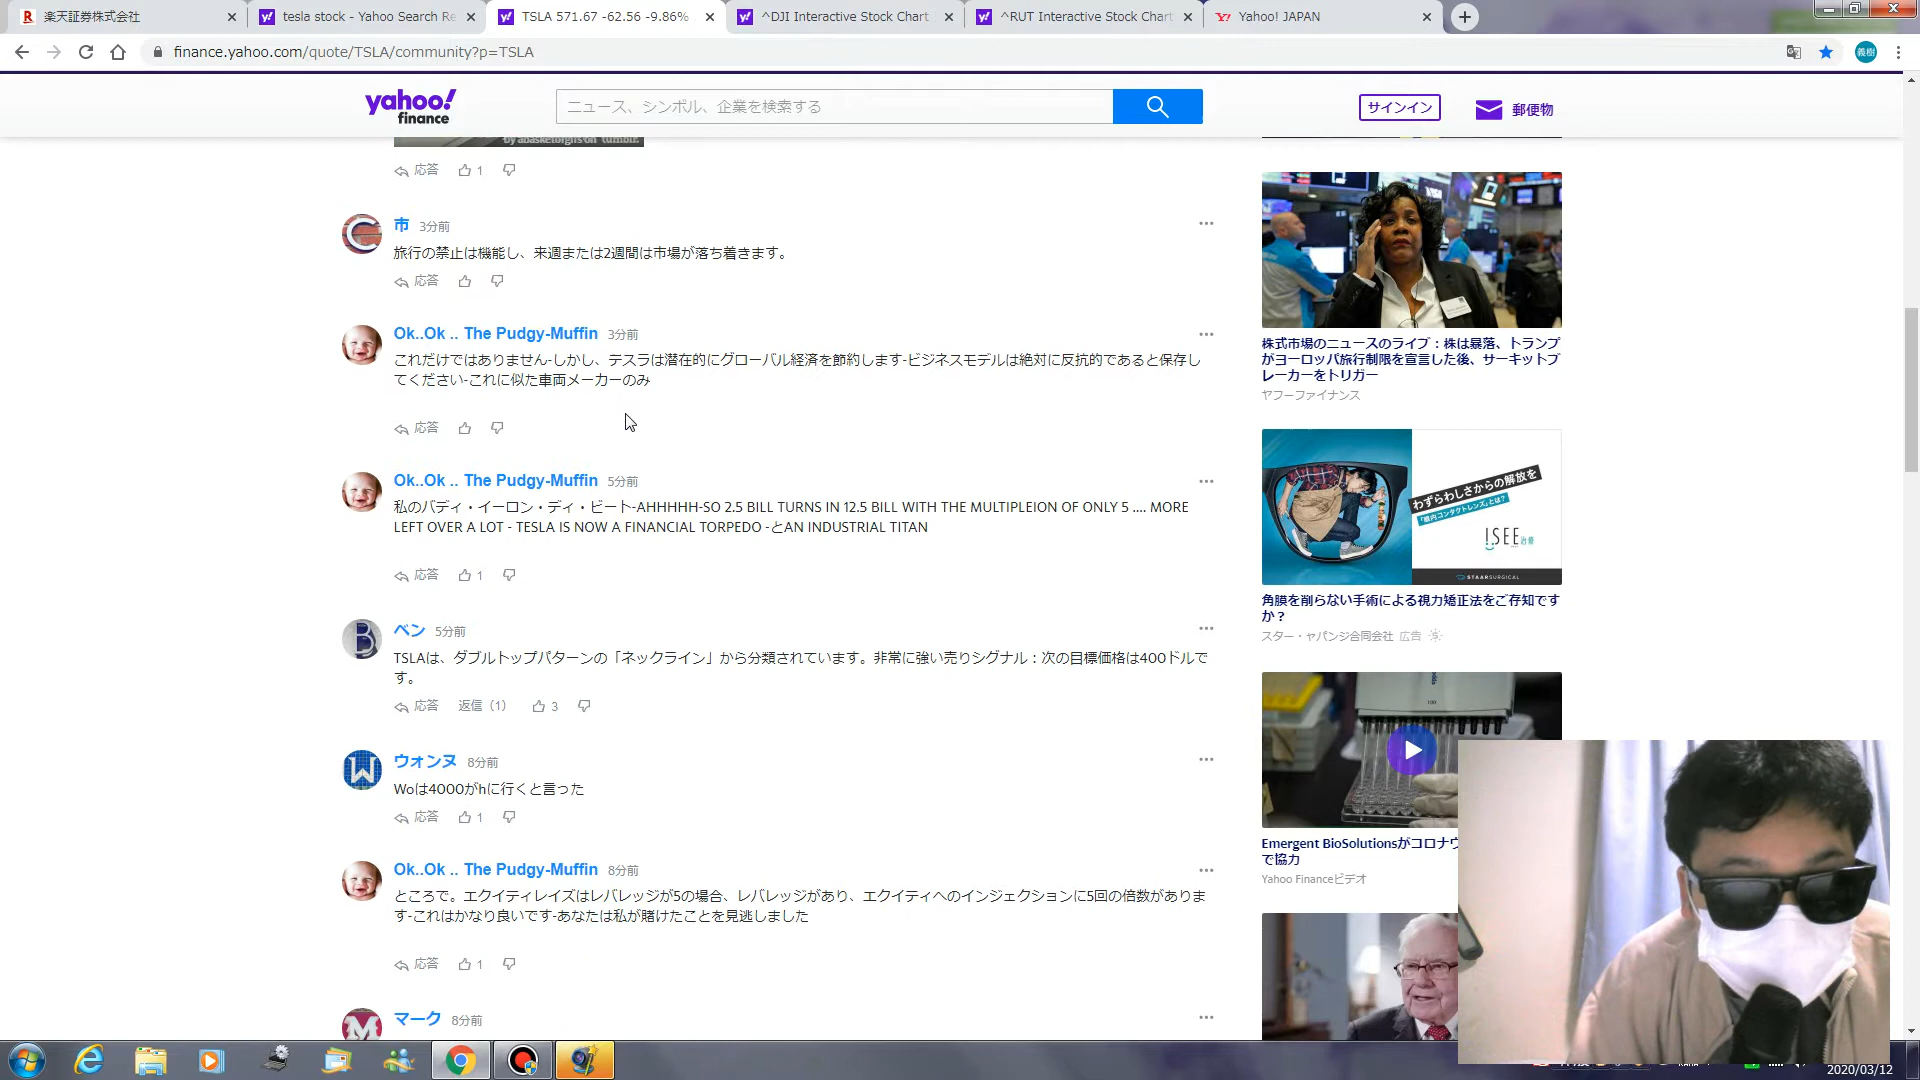 楽天証券株式会社
tesla stock - Yahoo Search Re
TSLA 571.67 -62.56 -9.86%
^DJI Interactive Stock Chart
^RUT Interactive Stock Chart
Yahoo! JAPAN
finance.yahoo.com/quote/TSLA/community?p=TSLA
義樹
yahoo!
finance
ニュース、シンボル、企業を検索する
サインイン
郵便物
by abasketofighs on tumblr.
応答 1
市 3分前
旅行の禁止は機能し、来週または2週間は市場が落ち着きます。
応答
Ok..Ok .. The Pudgy-Muffin 3分前
これだけではありません-しかし、テスラは潜在的にグローバル経済を節約します-ビジネスモデルは絶対に反抗的であると保存し
てください-これに似た車両メーカーのみ
応答
Ok..Ok .. The Pudgy-Muffin 5分前
私のバディ・イーロン・ディ・ビート-AHHHHH-SO 2.5 BILL TURNS IN 12.5 BILL WITH THE MULTIPLEION OF ONLY 5 .... MORE
LEFT OVER A LOT - TESLA IS NOW A FINANCIAL TORPEDO -とAN INDUSTRIAL TITAN
応答 1
ベン 5分前
TSLAは、ダブルトップパターンの「ネックライン」から分類されています。非常に強い売りシグナル：次の目標価格は400ドルで
す。
応答 返信（1） 3
ウォンヌ 8分前
Woは4000がhに行くと言った
応答 1
Ok..Ok .. The Pudgy-Muffin 8分前
ところで。エクイティレイズはレバレッジが5の場合、レバレッジがあり、エクイティへのインジェクションに5回の倍数がありま
す-これはかなり良いです-あなたは私が賭けたことを見逃しました
応答 1
マーク 8分前
株式市場のニュースのライブ：株は暴落、トランプ
がヨーロッパ旅行制限を宣言した後、サーキットブ
レーカーをトリガー
ヤフーファイナンス
わずらわしさからの解放を
「眼内コンタクトレンズ」とは？
ISEE治療
STAARSURGICAL
角膜を削らない手術による視力矯正法をご存知です
か？
スター・ジャパン合同会社 広告
Emergent BioSolutionsがコロナウ
で協力
Yahoo Financeビデオ
2020/03/12